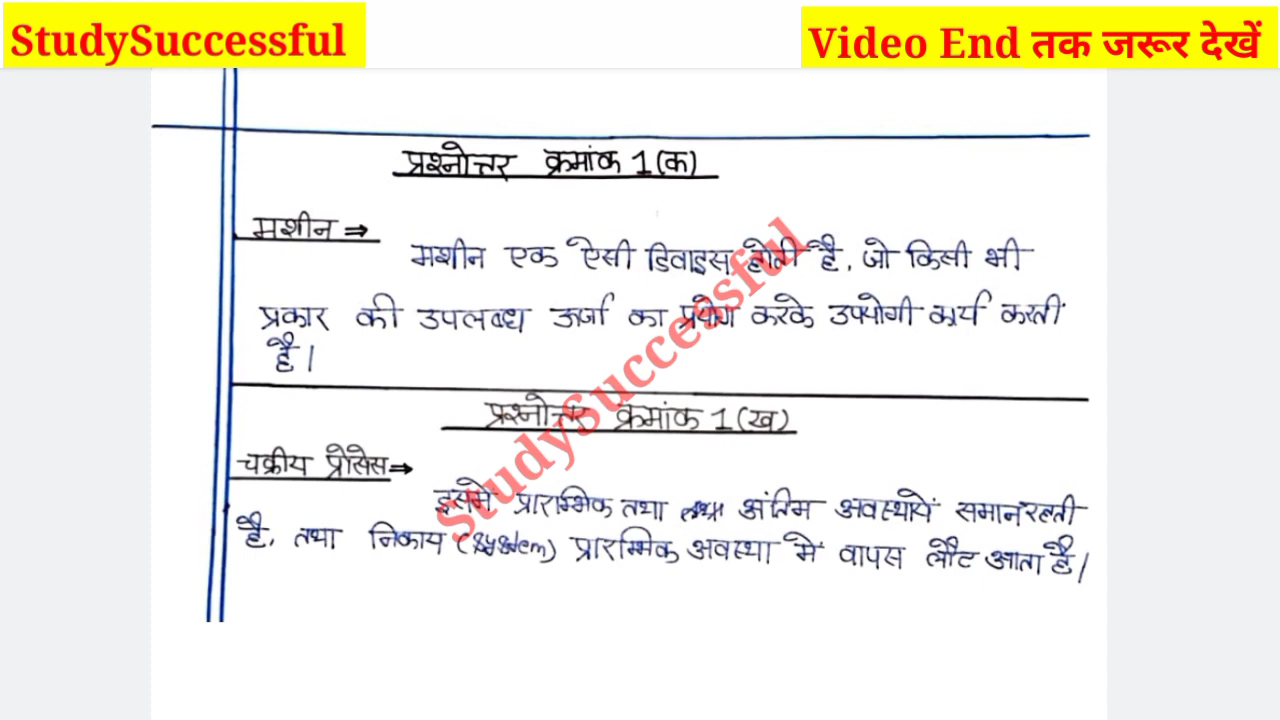 StudySuccessful
Video End तक जरूर देखें
प्रश्नोत्तर क्रमांक 1(क)
मशीन ⇒
मशीन एक ऐसी डिवाइस होती है, जो किसी भी
प्रकार की उपलब्ध ऊर्जा का प्रयोग करके उपयोगी कार्य करती
है।
प्रश्नोत्तर क्रमांक 1(ख)
चक्रीय प्रोसेस ⇒
इसमें प्रारम्भिक तथा अंतिम अवस्थायें समान रहती
है, तथा निकाय (System) प्रारम्भिक अवस्था में वापस लौट आता है।
StudySuccessful